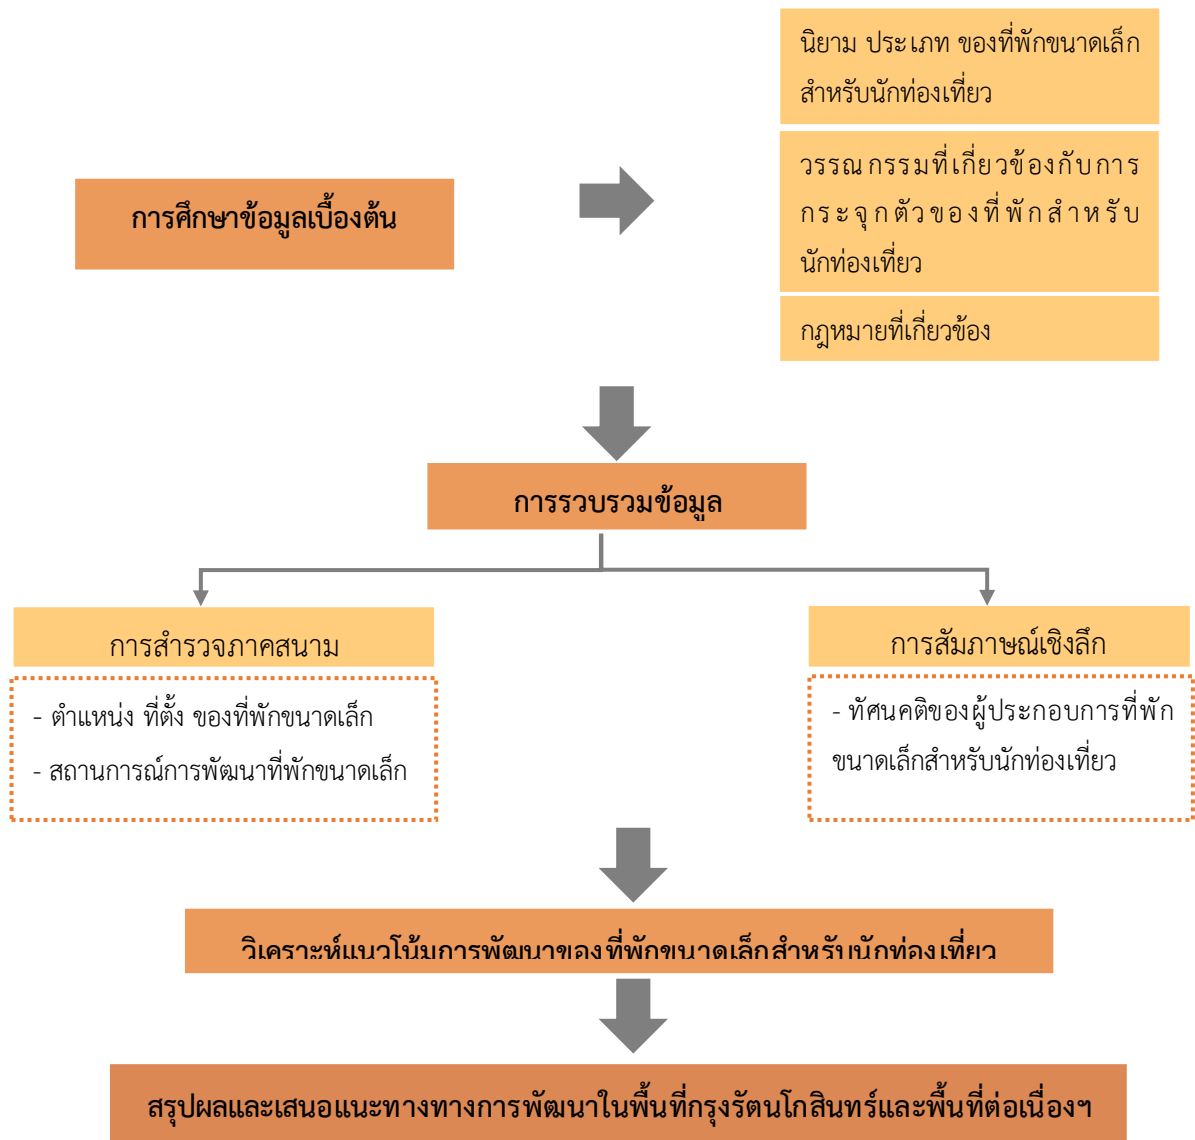 นิยาม ประเภท ของที่พักขนาดเล็ก
สำหรับนักท่องเที่ยว
การศึกษาข้อมูลเบื้องต้น
วรรณกรรมที่เกี่ยวข้องกับการ
กระจุกตัวของที่พักสำหรับ
นักท่องเที่ยว
กฎหมายที่เกี่ยวข้อง
การรวบรวมข้อมูล
การสำรวจภาคสนาม
- ตำแหน่ง ที่ตั้ง ของที่พักขนาดเล็ก
- สถานการณ์การพัฒนาที่พักขนาดเล็ก
การสัมภาษณ์เชิงลึก
- ทัศนคติของผู้ประกอบการที่พัก
ขนาดเล็กสำหรับนักท่องเที่ยว
วิเคราะห์แนวโน้มการพัฒนาของที่พักขนาดเล็กสำหรับนักท่องเที่ยว
สรุปผลและเสนอแนะทางทางการพัฒนาในพื้นที่กรุงรัตนโกสินทร์และพื้นที่ต่อเนื่องฯ